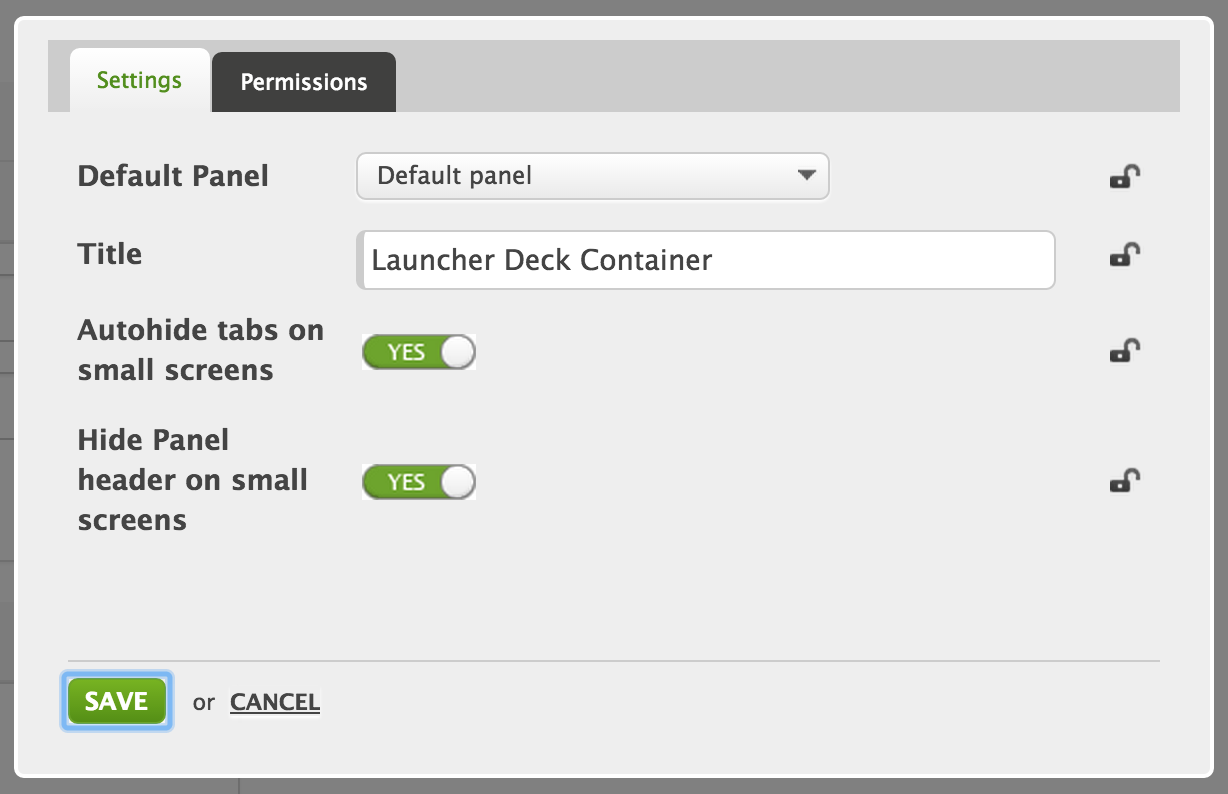 Settings
Permissions
Default Panel
Default panel
Title
Launcher Deck Container
Autohide tabs on
small screens
YES
Hide Panel
header on small
screens
YES
SAVE or CANCEL